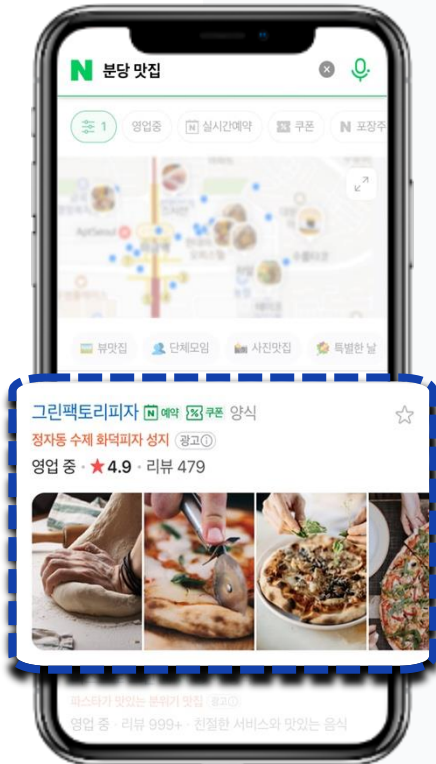 N 분당 맛집
1 영업중 N 실시간예약 쿠폰 N 포장주
뷰맛집 단체모임 사진맛집 특별한 날
그린팩토리피자 N 예약 쿠폰 양식
정자동 수제 화덕피자 성지 광고
영업 중 · ★4.9 · 리뷰 479
파스타가 맛있는 분위기 맛집 광고
영업 중 · 리뷰 999+ · 친절한 서비스와 맛있는 음식